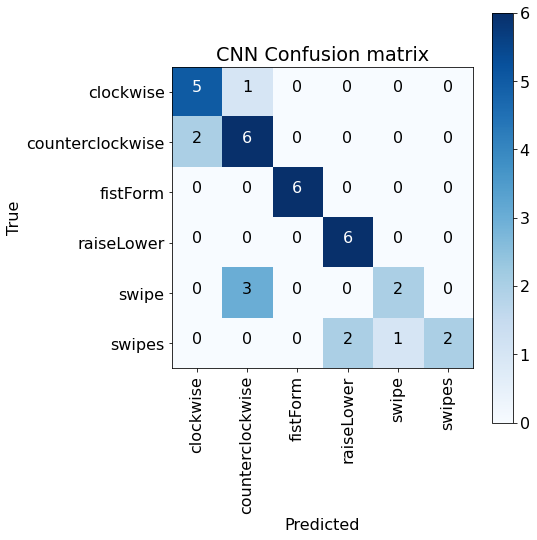 CNN Confusion matrix
clockwise 5 1 0 0 0 0
counterclockwise 2 6 0 0 0 0
fistForm 0 0 6 0 0 0
raiseLower 0 0 0 6 0 0
swipe 0 3 0 0 2 0
swipes 0 0 0 2 1 2
True
clockwise
counterclockwise
fistForm
raiseLower
swipe
swipes
Predicted
6
5
4
3
2
1
0